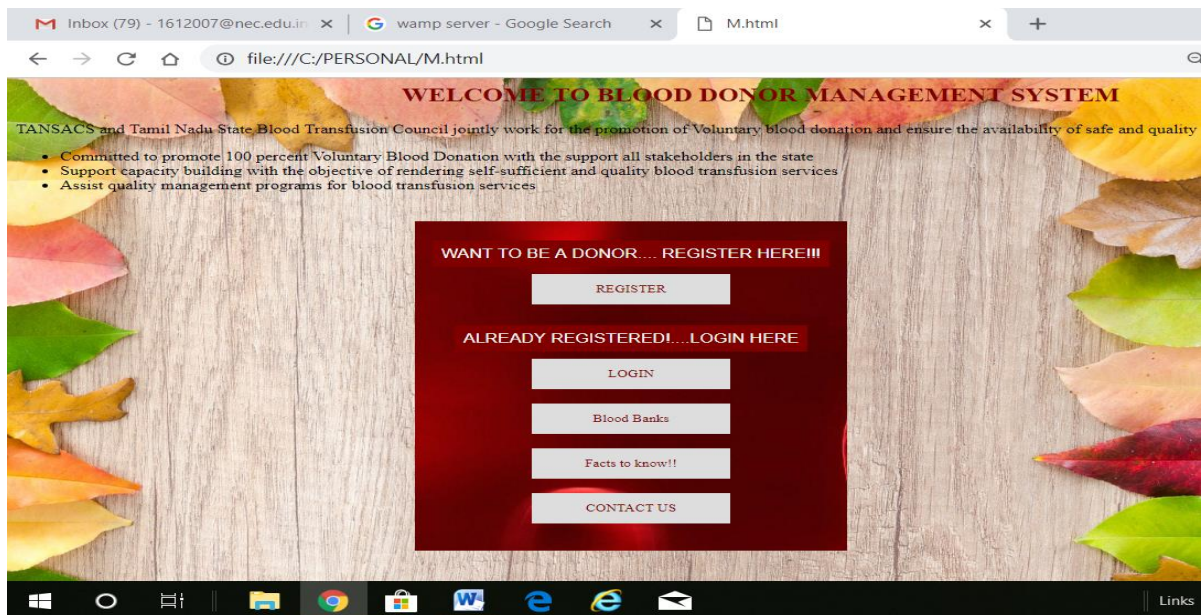 Inbox (79) - 1612007@nec.edu.in
wamp server - Google Search
M.html
file:///C:/PERSONAL/M.html
WELCOME TO BLOOD DONOR MANAGEMENT SYSTEM
TANSACS and Tamil Nadu State Blood Transfusion Council jointly work for the promotion of Voluntary blood donation and ensure the availability of safe and quality
Committed to promote 100 percent Voluntary Blood Donation with the support all stakeholders in the state
Support capacity building with the objective of rendering self-sufficient and quality blood transfusion services
Assist quality management programs for blood transfusion services
WANT TO BE A DONOR.... REGISTER HERE!!!
REGISTER
ALREADY REGISTERED!....LOGIN HERE
LOGIN
Blood Banks
Facts to know!!
CONTACT US
Links